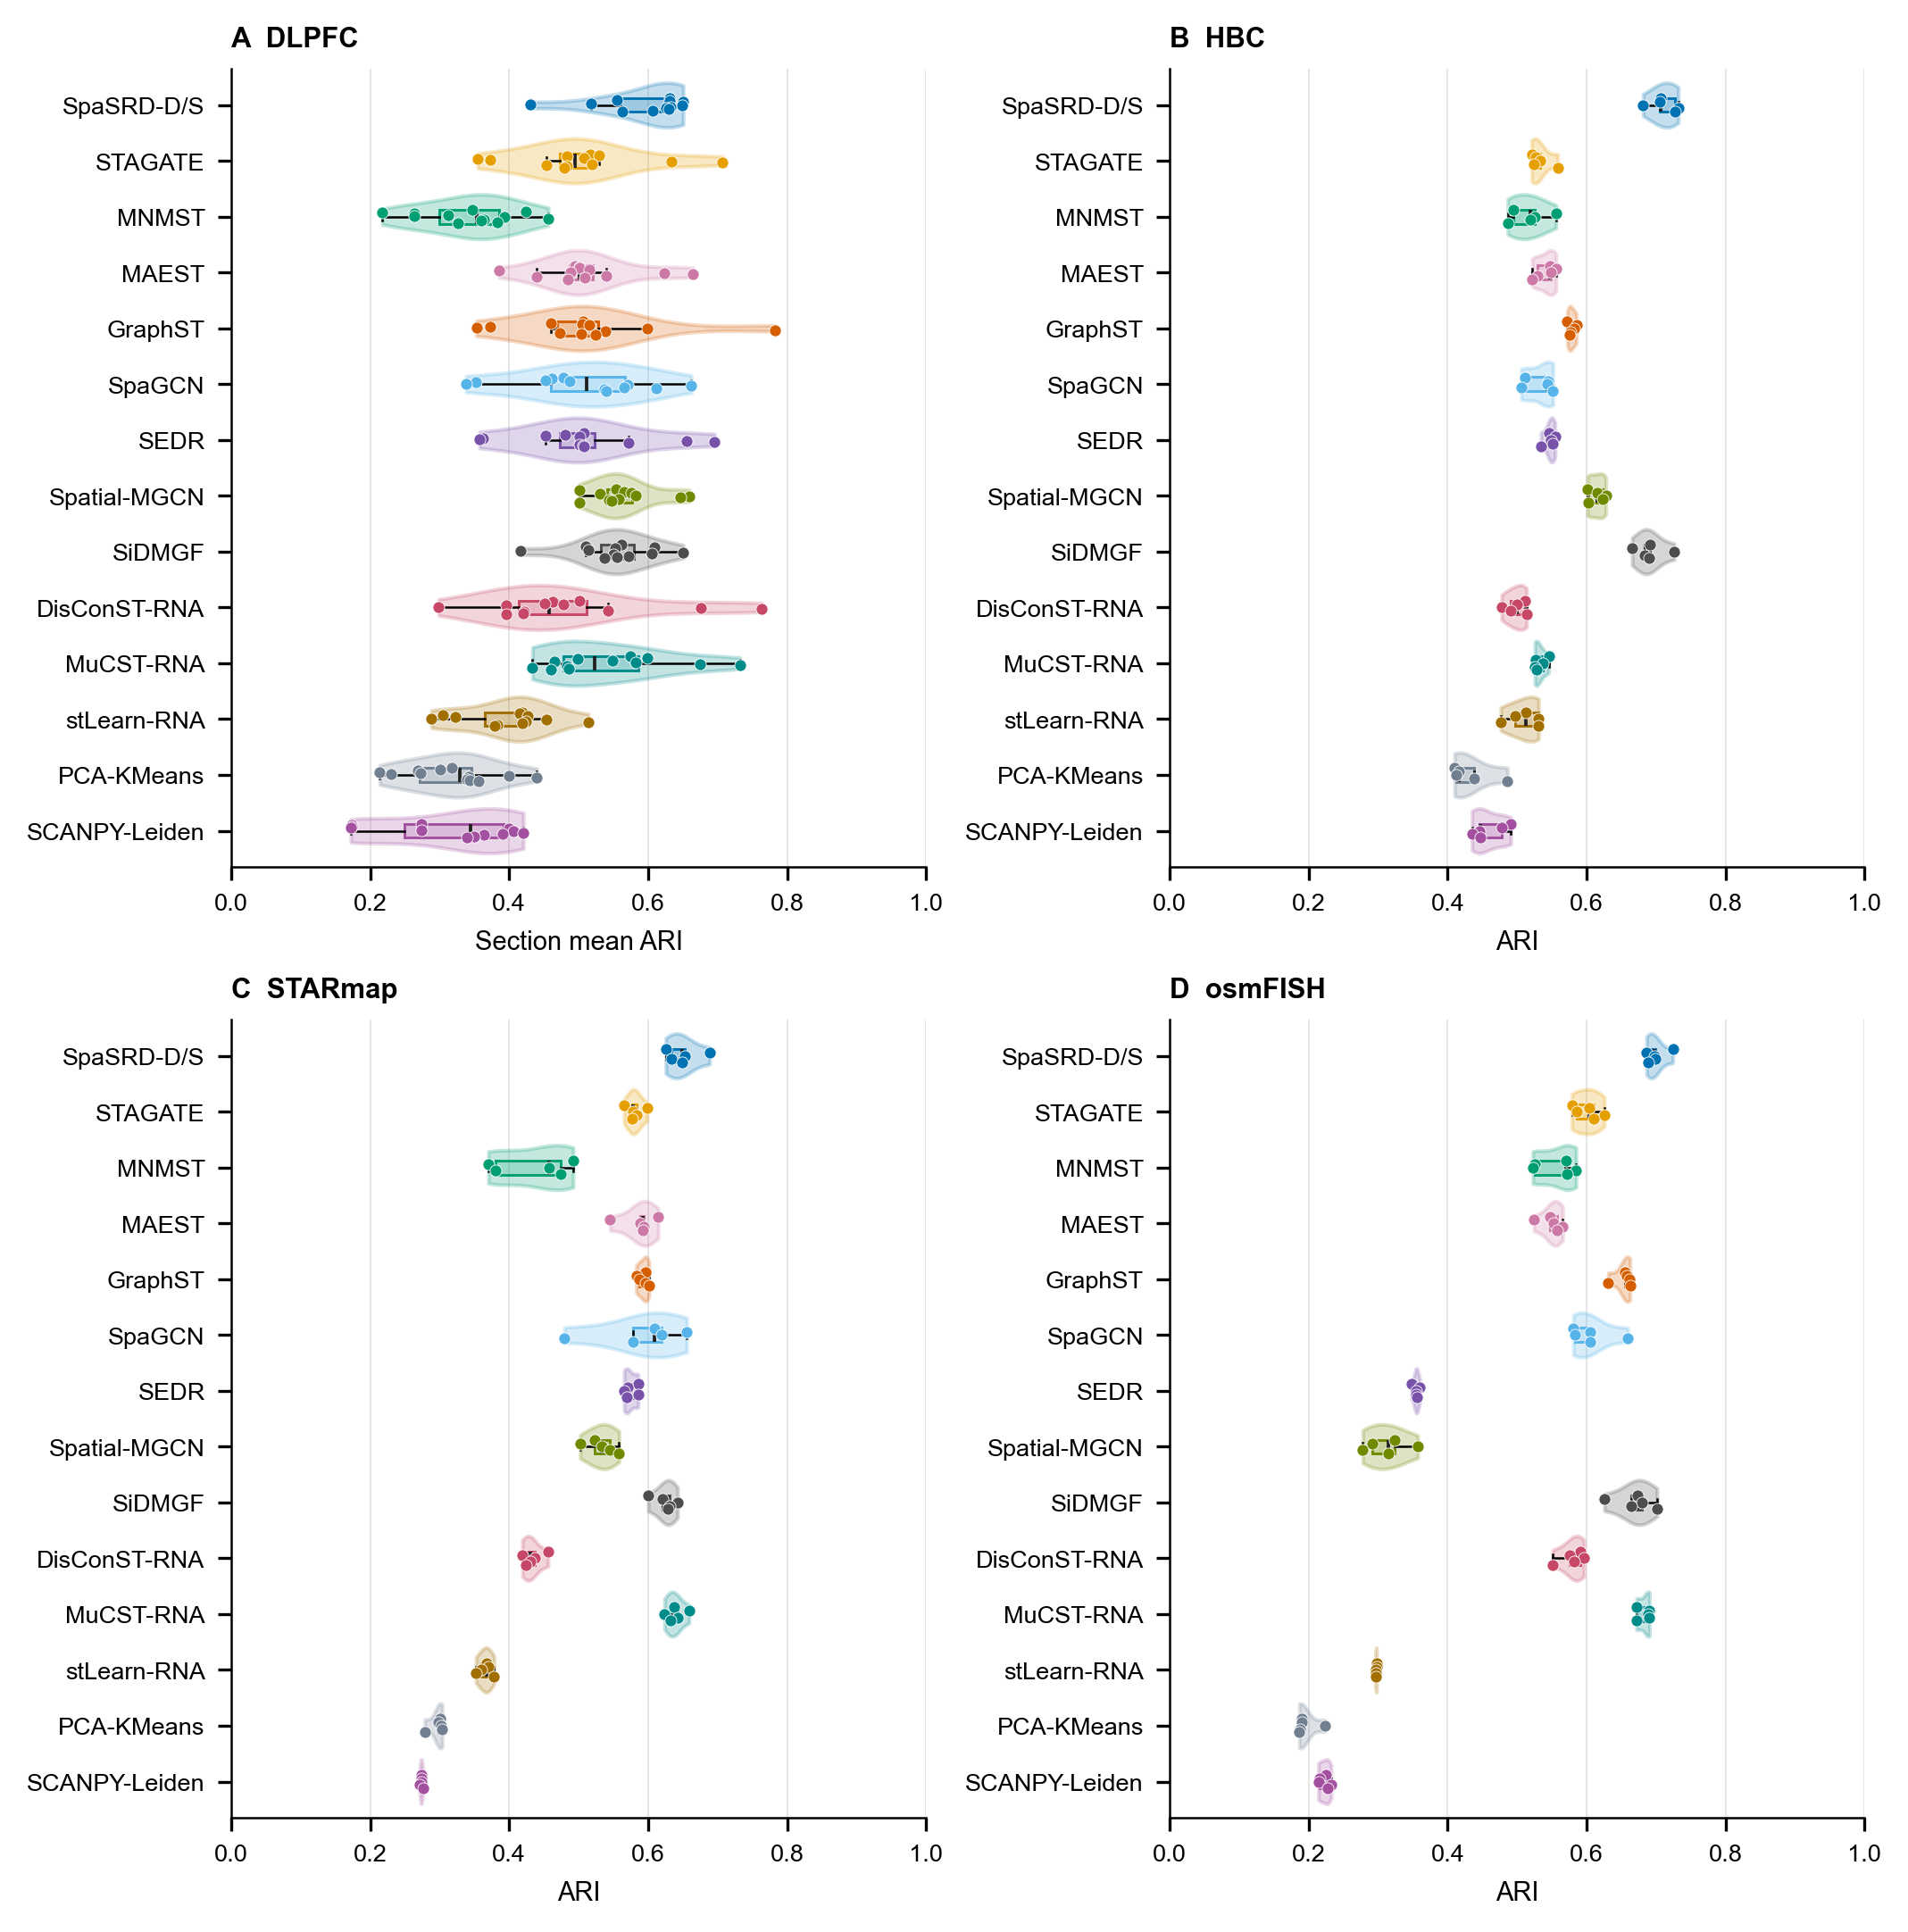 A DLPFC
SpaSRD-D/S
STAGATE
MNMST
MAEST
GraphST
SpaGCN
SEDR
Spatial-MGCN
SiDMGF
DisConST-RNA
MuCST-RNA
stLearn-RNA
PCA-KMeans
SCANPY-Leiden
0.0 0.2 0.4 0.6 0.8 1.0
Section mean ARI
B HBC
SpaSRD-D/S
STAGATE
MNMST
MAEST
GraphST
SpaGCN
SEDR
Spatial-MGCN
SiDMGF
DisConST-RNA
MuCST-RNA
stLearn-RNA
PCA-KMeans
SCANPY-Leiden
0.0 0.2 0.4 0.6 0.8 1.0
ARI
C STARmap
SpaSRD-D/S
STAGATE
MNMST
MAEST
GraphST
SpaGCN
SEDR
Spatial-MGCN
SiDMGF
DisConST-RNA
MuCST-RNA
stLearn-RNA
PCA-KMeans
SCANPY-Leiden
0.0 0.2 0.4 0.6 0.8 1.0
ARI
D osmFISH
SpaSRD-D/S
STAGATE
MNMST
MAEST
GraphST
SpaGCN
SEDR
Spatial-MGCN
SiDMGF
DisConST-RNA
MuCST-RNA
stLearn-RNA
PCA-KMeans
SCANPY-Leiden
0.0 0.2 0.4 0.6 0.8 1.0
ARI